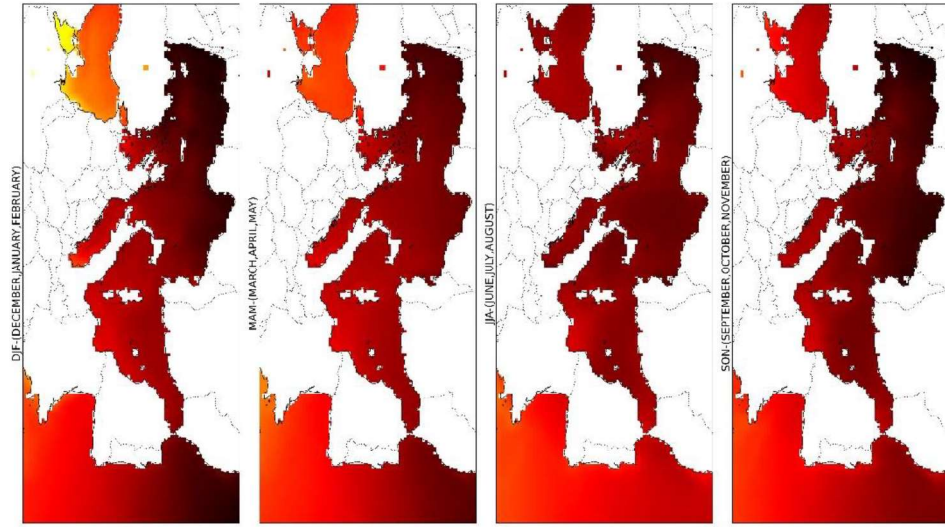 DJF-(DECEMBER,JANUARY,FEBRUARY)
MAM-(MARCH,APRIL,MAY)
JJA-(JUNE,JULY,AUGUST)
SON-(SEPTEMBER,OCTOBER,NOVEMBER)